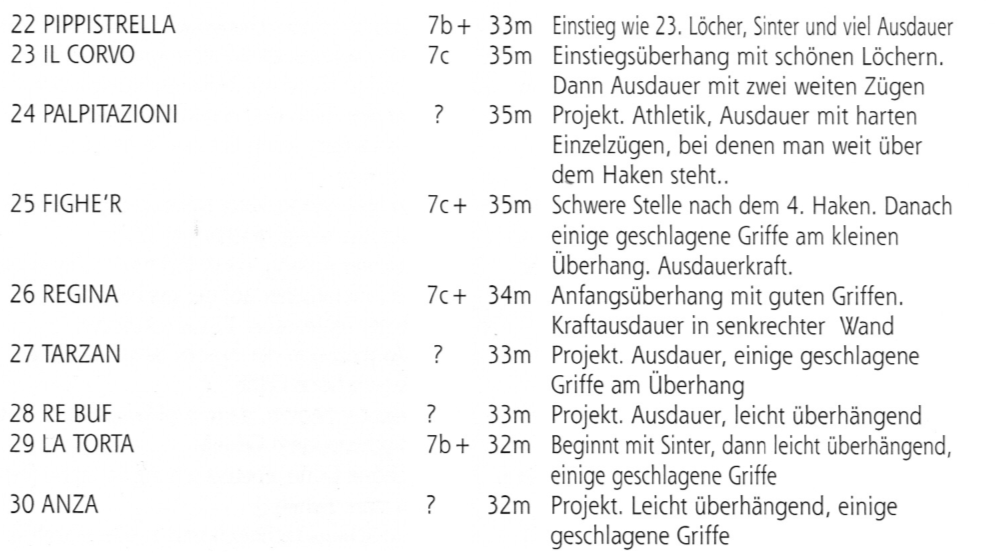 22 PIPPISTRELLA 7b+ 33m Einstieg wie 23. Löcher, Sinter und viel Ausdauer
23 IL CORVO 7c 35m Einstiegsüberhang mit schönen Löchern.
Dann Ausdauer mit zwei weiten Zügen
24 PALPITAZIONI ? 35m Projekt. Athletik, Ausdauer mit harten
Einzelzügen, bei denen man weit über
dem Haken steht..
25 FIGHE'R 7c+ 35m Schwere Stelle nach dem 4. Haken. Danach
einige geschlagene Griffe am kleinen
Überhang. Ausdauerkraft.
26 REGINA 7c+ 34m Anfangsüberhang mit guten Griffen.
Kraftausdauer in senkrechter Wand
27 TARZAN ? 33m Projekt. Ausdauer, einige geschlagene
Griffe am Überhang
28 RE BUF ? 33m Projekt. Ausdauer, leicht überhängend
29 LA TORTA 7b+ 32m Beginnt mit Sinter, dann leicht überhängend,
einige geschlagene Griffe
30 ANZA ? 32m Projekt. Leicht überhängend, einige
geschlagene Griffe